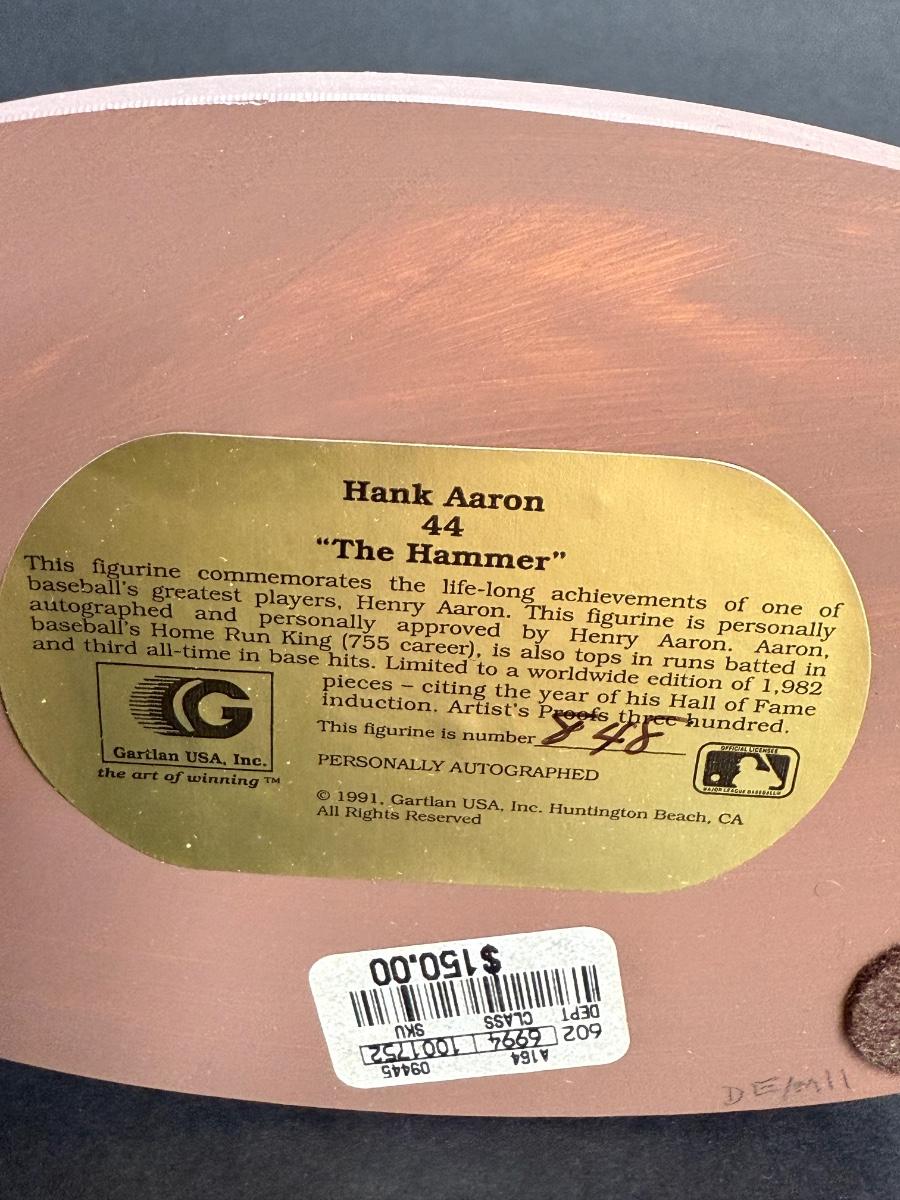 Hank Aaron
44
“The Hammer”
This figurine commemorates the life-long achievements of one of
baseball's greatest players, Henry Aaron. This figurine is personally
autographed and personally approved by Henry Aaron. Aaron,
baseball's Home Run King (755 career), is also tops in runs batted in
and third all-time in base hits. Limited to a worldwide edition of 1,982
pieces – citing the year of his Hall of Fame
induction. Artist's Proofs three hundred.
This figurine is number 848
PERSONALLY AUTOGRAPHED
© 1991, Gartlan USA, Inc. Huntington Beach, CA
All Rights Reserved
G
Gartlan USA, Inc.
the art of winning™
OFFICIAL LICENSEE
MAJOR LEAGUE BASEBALL
A164 09445
602 6994 1001752
DEPT CLASS SKU
$150.00